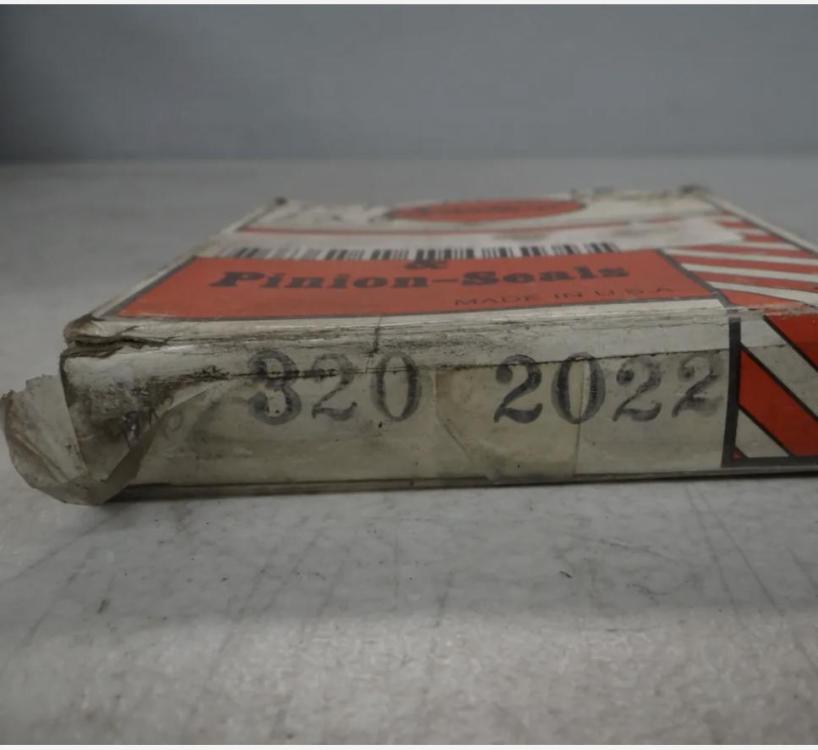 &
Pinion-Seals
MADE IN U.S.A
320 2022